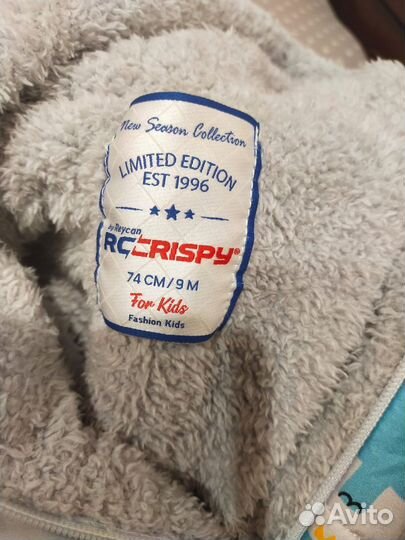 New Season Collection
LIMITED EDITION
EST 1996
by Reycan
RCCRISPY®
74 CM/9 M
For Kids
Fashion Kids
Avito